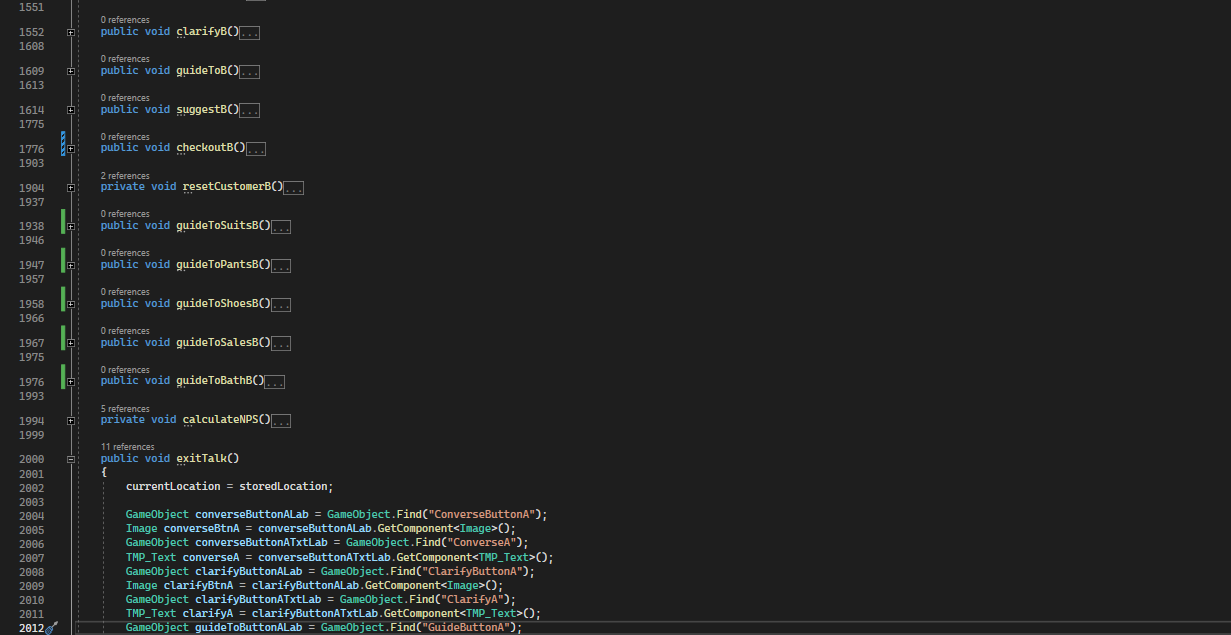 1551
0 references
1552 public void clarifyB()...
1608
0 references
1609 public void guideToB()...
1613
0 references
1614 public void suggestB()...
1775
0 references
1776 public void checkoutB()...
1903
2 references
1904 private void resetCustomerB()...
1937
0 references
1938 public void guideToSuitsB()...
1946
0 references
1947 public void guideToPantsB()...
1957
0 references
1958 public void guideToShoesB()...
1966
0 references
1967 public void guideToSalesB()...
1975
0 references
1976 public void guideToBathB()...
1993
5 references
1994 private void calculateNPS()...
1999
11 references
2000 public void exitTalk()
2001 {
2002 currentLocation = storedLocation;
2003
2004 GameObject converseButtonALab = GameObject.Find("ConverseButtonA");
2005 Image converseBtnA = converseButtonALab.GetComponent<Image>();
2006 GameObject converseButtonATxtLab = GameObject.Find("ConverseA");
2007 TMP_Text converseA = converseButtonATxtLab.GetComponent<TMP_Text>();
2008 GameObject clarifyButtonALab = GameObject.Find("ClarifyButtonA");
2009 Image clarifyBtnA = clarifyButtonALab.GetComponent<Image>();
2010 GameObject clarifyButtonATxtLab = GameObject.Find("ClarifyA");
2011 TMP_Text clarifyA = clarifyButtonATxtLab.GetComponent<TMP_Text>();
2012 GameObject guideToButtonALab = GameObject.Find("GuideButtonA");